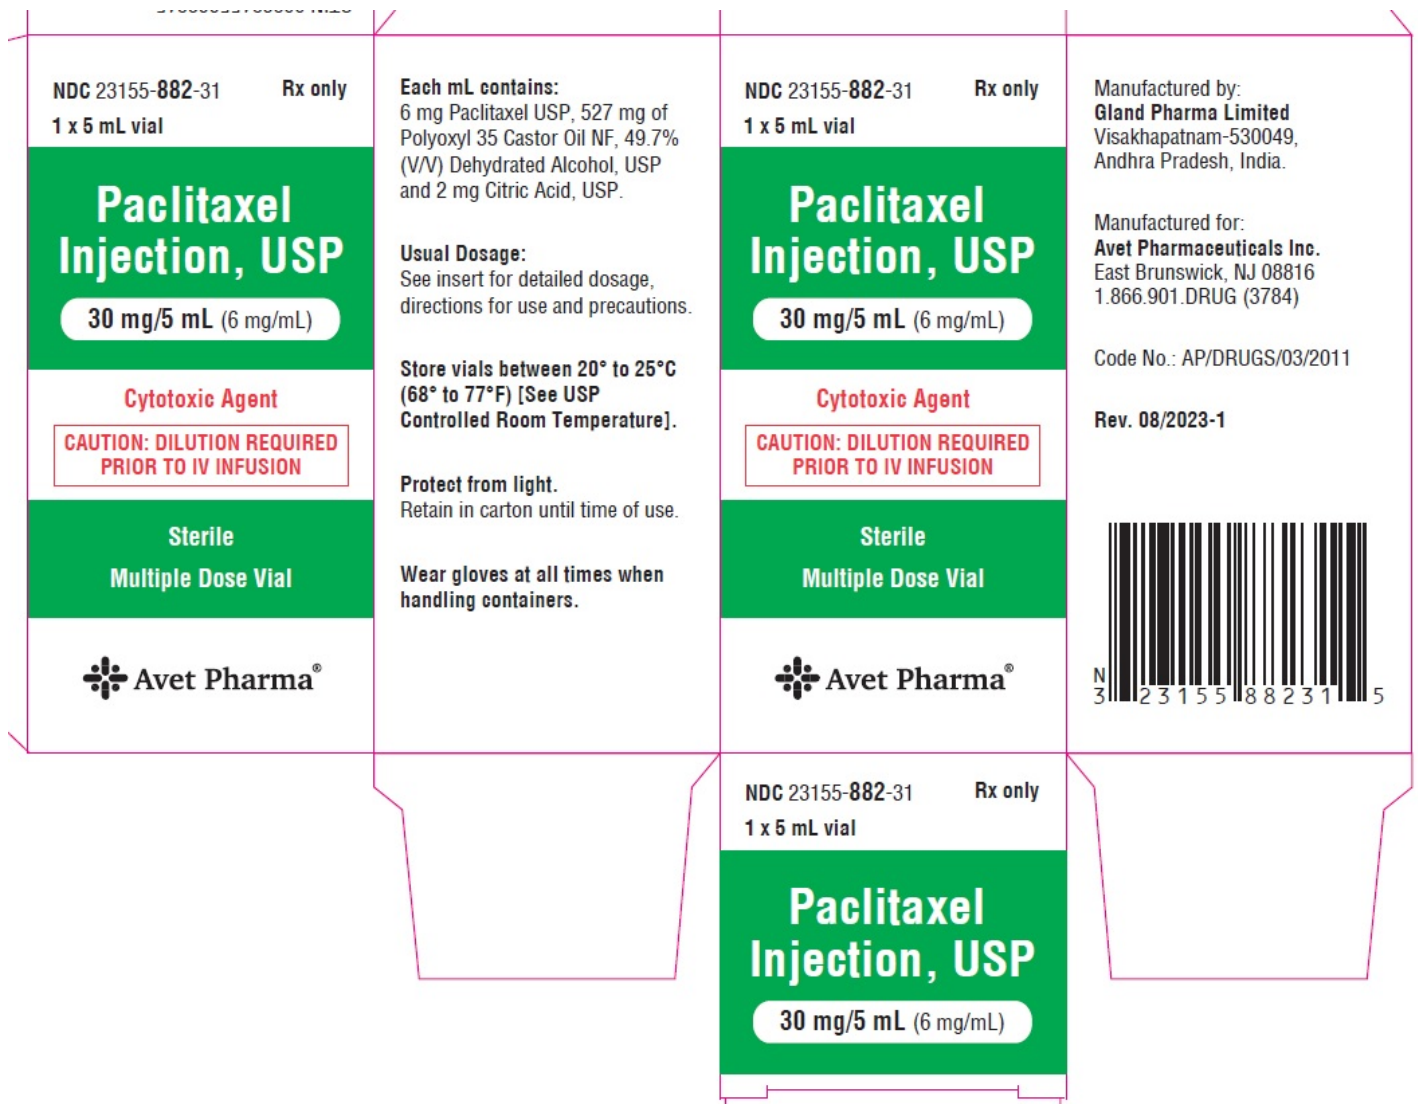 NDC 23155-882-31 Rx only
1 x 5 mL vial
Paclitaxel
Injection, USP
30 mg/5 mL (6 mg/mL)
Cytotoxic Agent
CAUTION: DILUTION REQUIRED
PRIOR TO IV INFUSION
Sterile
Multiple Dose Vial
Avet Pharma®
Each mL contains:
6 mg Paclitaxel USP, 527 mg of
Polyoxyl 35 Castor Oil NF, 49.7%
(V/V) Dehydrated Alcohol, USP
and 2 mg Citric Acid, USP.
Usual Dosage:
See insert for detailed dosage,
directions for use and precautions.
Store vials between 20° to 25°C
(68° to 77°F) [See USP
Controlled Room Temperature].
Protect from light.
Retain in carton until time of use.
Wear gloves at all times when
handling containers.
NDC 23155-882-31 Rx only
1 x 5 mL vial
Paclitaxel
Injection, USP
30 mg/5 mL (6 mg/mL)
Cytotoxic Agent
CAUTION: DILUTION REQUIRED
PRIOR TO IV INFUSION
Sterile
Multiple Dose Vial
Avet Pharma®
Manufactured by:
Gland Pharma Limited
Visakhapatnam-530049,
Andhra Pradesh, India.
Manufactured for:
Avet Pharmaceuticals Inc.
East Brunswick, NJ 08816
1.866.901.DRUG (3784)
Code No.: AP/DRUGS/03/2011
Rev. 08/2023-1
N
3 23155 88231 5
NDC 23155-882-31 Rx only
1 x 5 mL vial
Paclitaxel
Injection, USP
30 mg/5 mL (6 mg/mL)